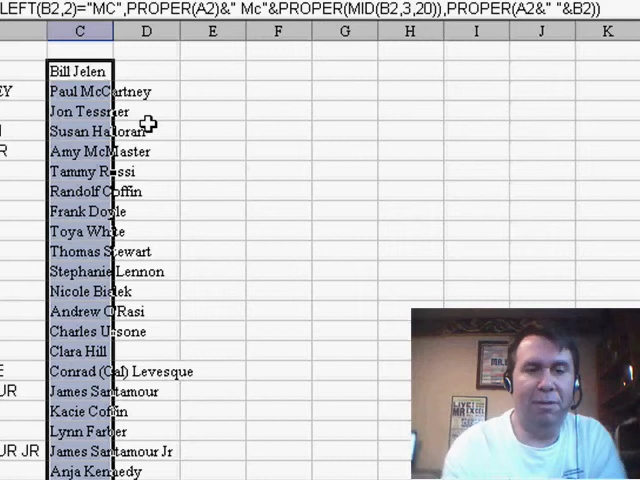 LEFT(B2,2)="MC",PROPER(A2)&" Mc"&PROPER(MID(B2,3,20)),PROPER(A2&" "&B2))
C D E F G H I J K
Bill Jelen
EY Paul McCartney
Jon Tessmer
Susan Halloran
R Amy McMaster
Tammy Rossi
Randolf Coffin
Frank Doyle
Toya White
Thomas Stewart
Stephanie Lennon
Nicole Bialek
Andrew O'Rasi
Charles
Clara Hill
E Conrad (Cal) Levesque
UR James Santamour
Kacie Coffin
Lynn Farber
UR JR James Santamour Jr
Anja Kennedy
LIVE!